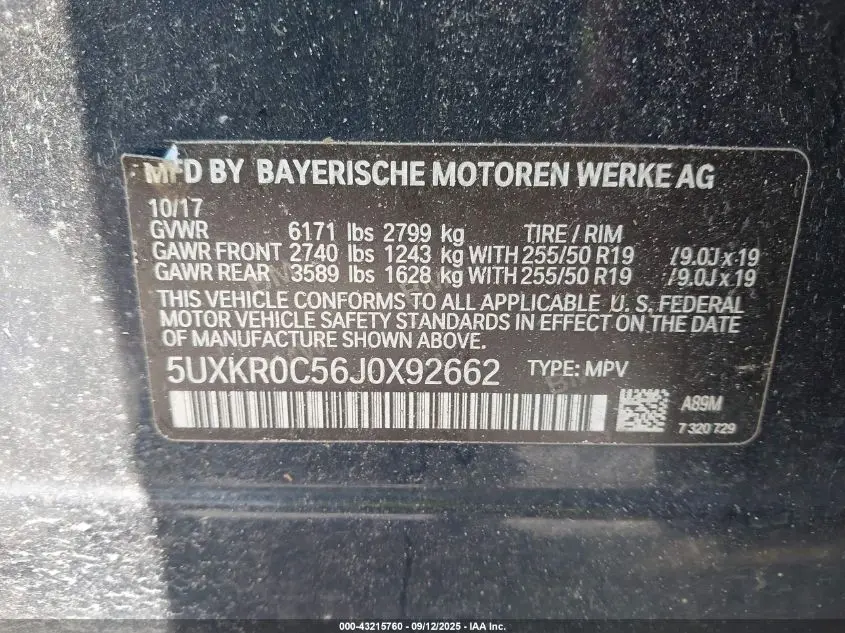 MFD BY BAYERISCHE MOTOREN WERKE AG
10/17
GVWR 6171 lbs 2799 kg TIRE / RIM
GAWR FRONT 2740 lbs 1243 kg WITH 255/50 R19 /9.0J x 19
GAWR REAR 3589 lbs 1628 kg WITH 255/50 R19 /9.0J x 19
THIS VEHICLE CONFORMS TO ALL APPLICABLE U. S. FEDERAL
MOTOR VEHICLE SAFETY STANDARDS IN EFFECT ON THE DATE
OF MANUFACTURE SHOWN ABOVE.
5UXKR0C56J0X92662 TYPE: MPV
A89M
7 320 729
000-43215760 - 09/12/2025 - IAA Inc.